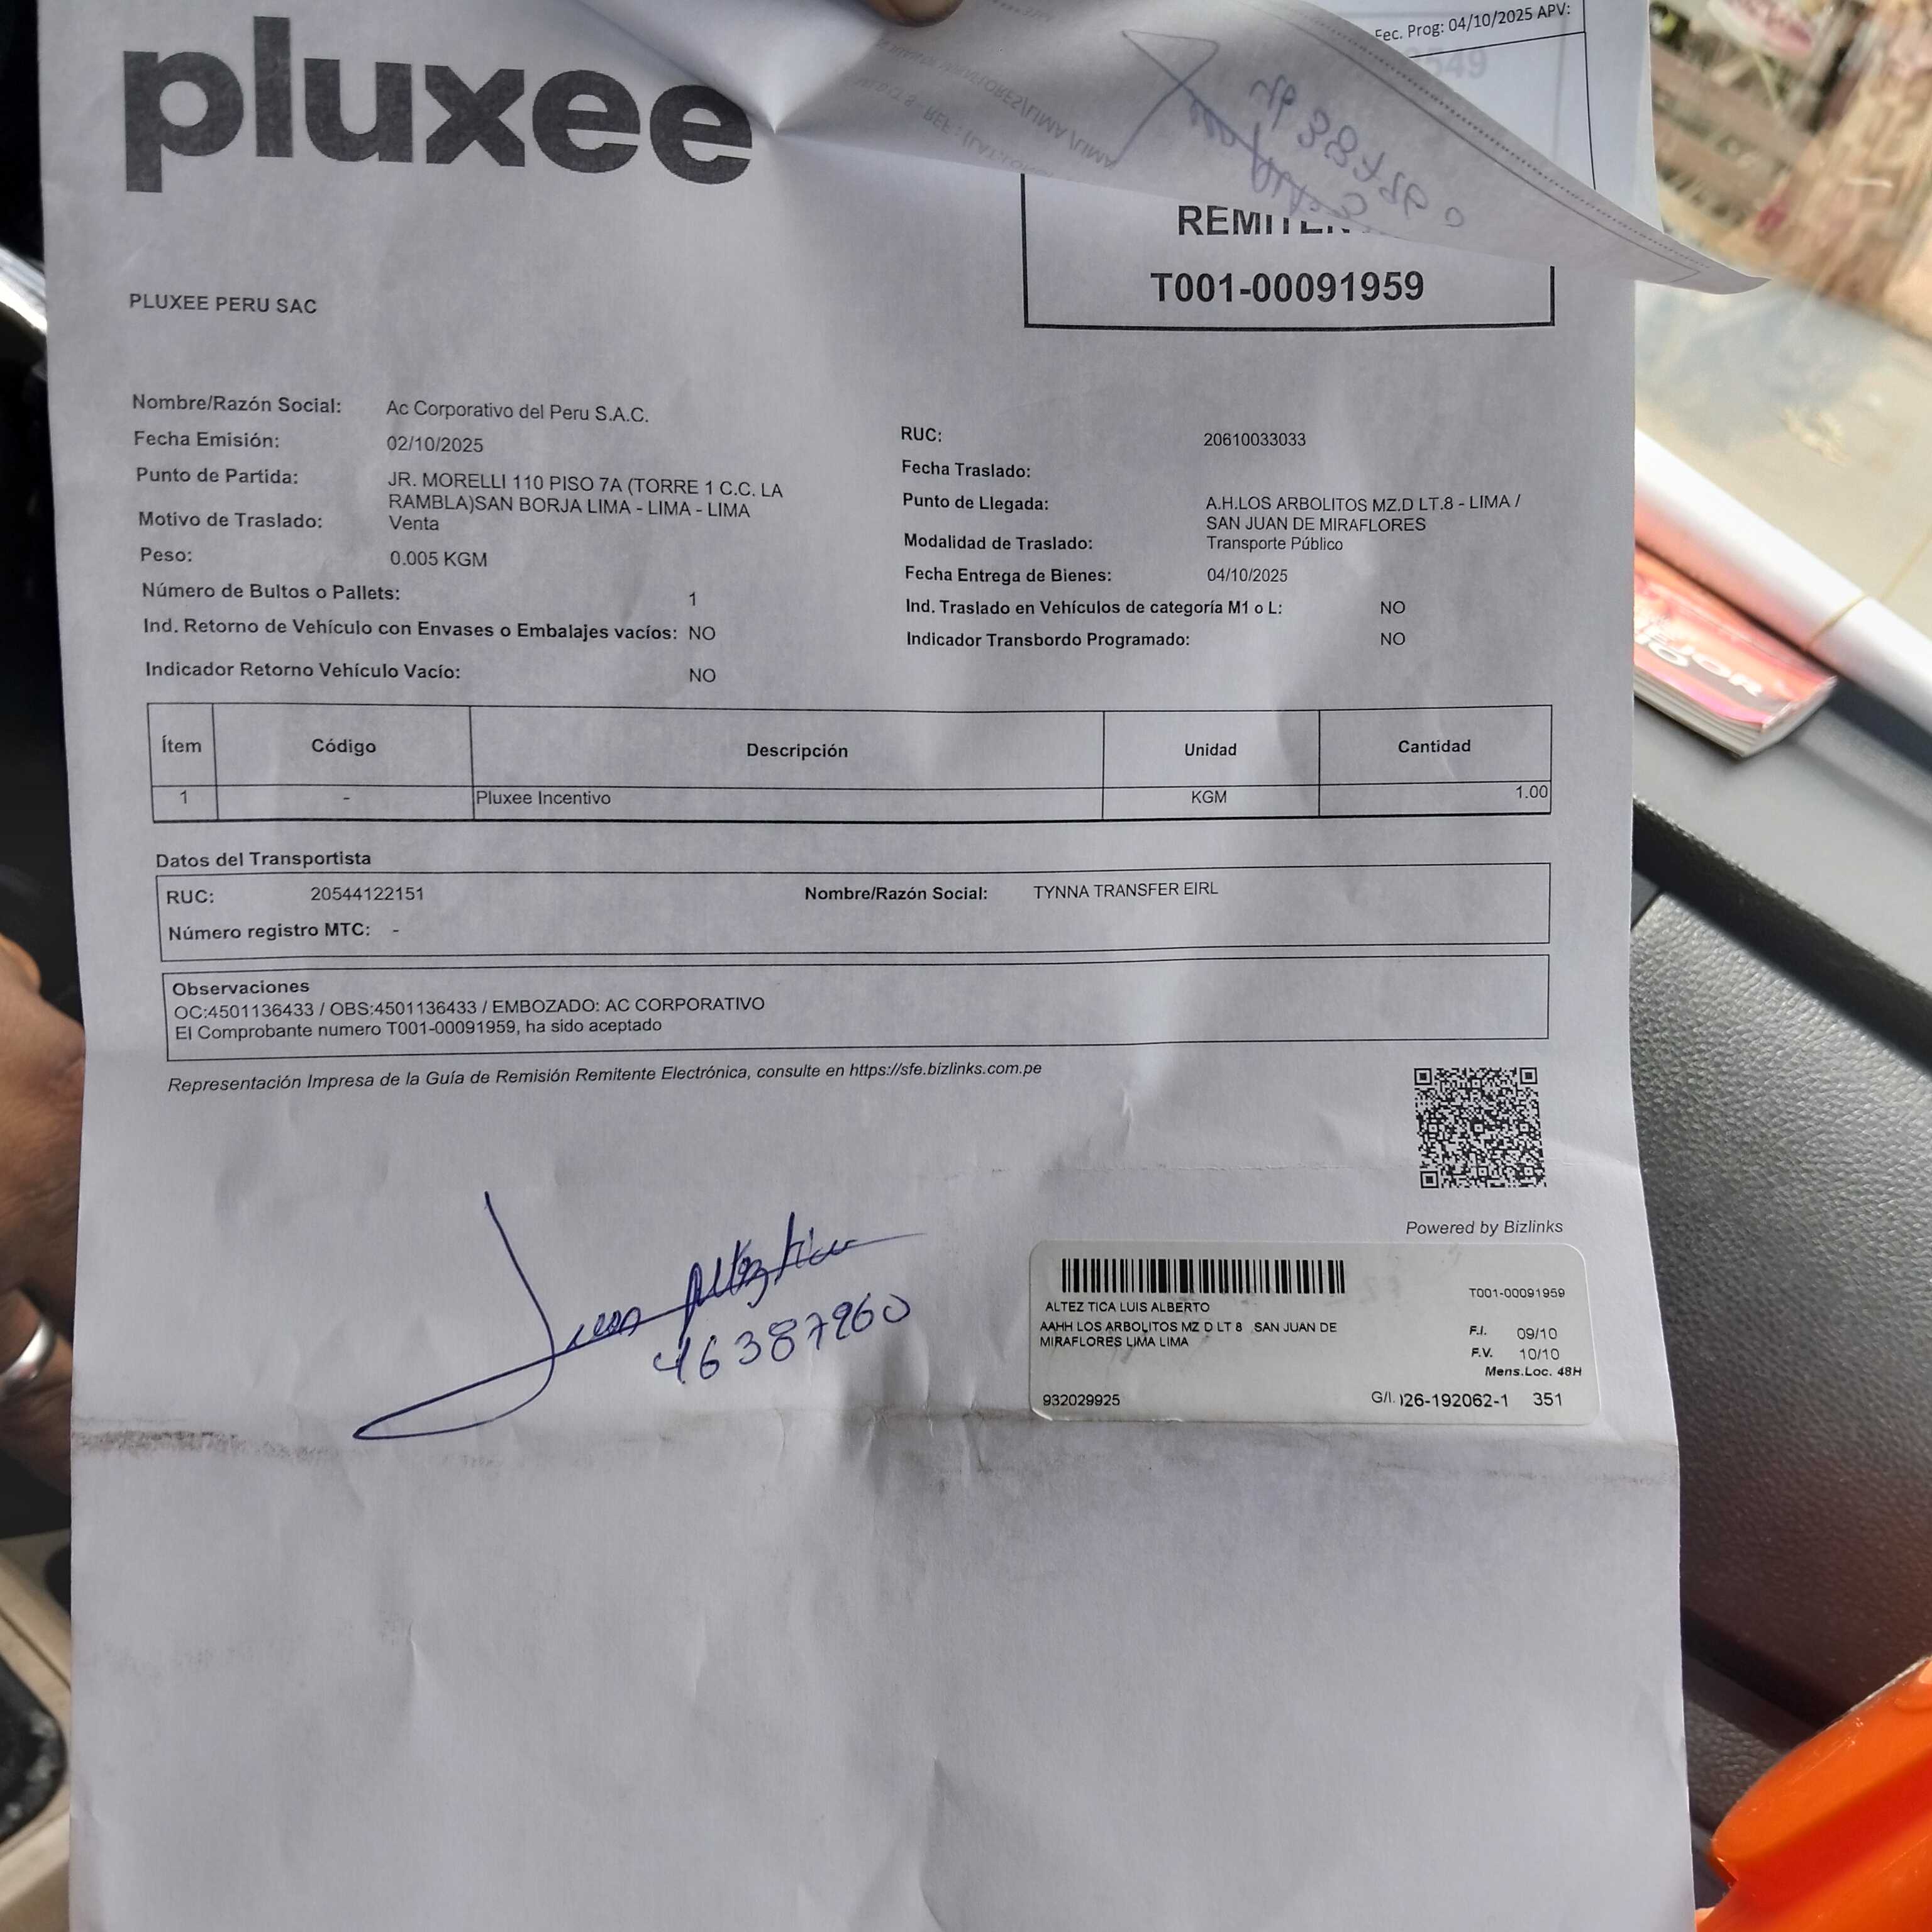 pluxee
Fec. Prog: 04/10/2025 APV:
T001-00091959
PLUXEE PERU SAC
Nombre/Razón Social: Ac Corporativo del Peru S.A.C.
Fecha Emisión: 02/10/2025
Punto de Partida: JR. MORELLI 110 PISO 7A (TORRE 1 C.C. LA
RAMBLA)SAN BORJA LIMA - LIMA - LIMA
Motivo de Traslado: Venta
Peso: 0.005 KGM
Número de Bultos o Pallets: 1
Ind. Retorno de Vehículo con Envases o Embalajes vacíos: NO
Indicador Retorno Vehículo Vacío: NO
RUC: 20610033033
Fecha Traslado:
Punto de Llegada: A.H.LOS ARBOLITOS MZ.D LT.8 - LIMA /
SAN JUAN DE MIRAFLORES
Modalidad de Traslado: Transporte Público
Fecha Entrega de Bienes: 04/10/2025
Ind. Traslado en Vehículos de categoría M1 o L: NO
Indicador Transbordo Programado: NO
Ítem Código Descripción Unidad Cantidad
1 - Pluxee Incentivo KGM 1.00
Datos del Transportista
RUC: 20544122151 Nombre/Razón Social: TYNNA TRANSFER EIRL
Número registro MTC: -
Observaciones
OC:4501136433 / OBS:4501136433 / EMBOZADO: AC CORPORATIVO
El Comprobante numero T001-00091959, ha sido aceptado
Representación Impresa de la Guía de Remisión Remitente Electrónica, consulte en https://sfe.bizlinks.com.pe
Powered by Bizlinks
46387260
T001-00091959
ALTEZ TICA LUIS ALBERTO
AAHH LOS ARBOLITOS MZ D LT 8 SAN JUAN DE
MIRAFLORES LIMA LIMA
F.I. 09/10
F.V. 10/10
Mens.Loc. 48H
932029925 G/I. 026-192062-1 351